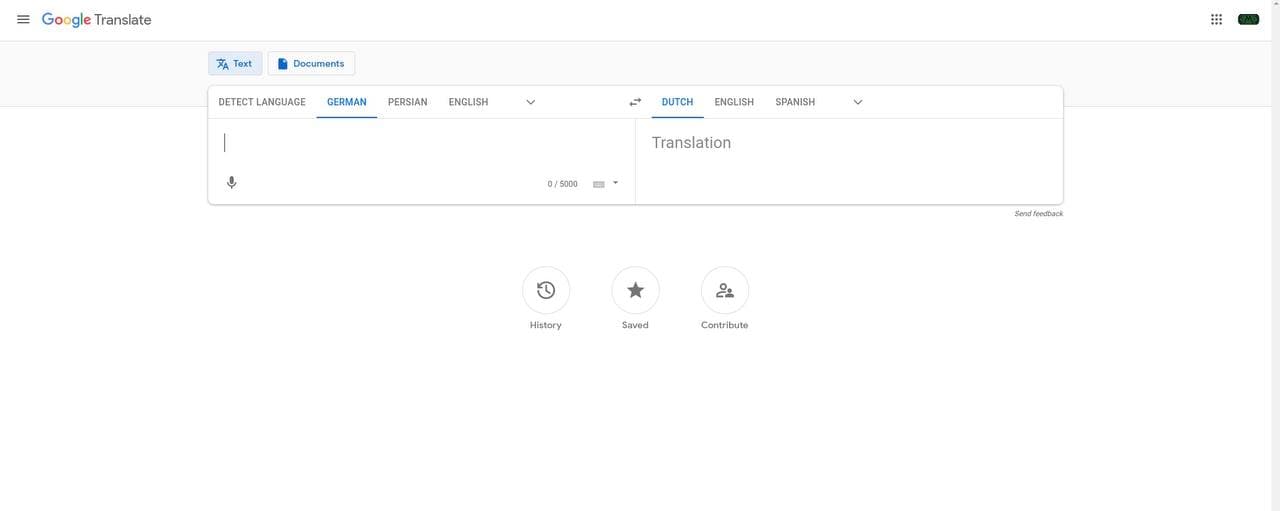 Google Translate
Text Documents
DETECT LANGUAGE GERMAN PERSIAN ENGLISH DUTCH ENGLISH SPANISH
Translation
0 / 5000
Send feedback
History Saved Contribute